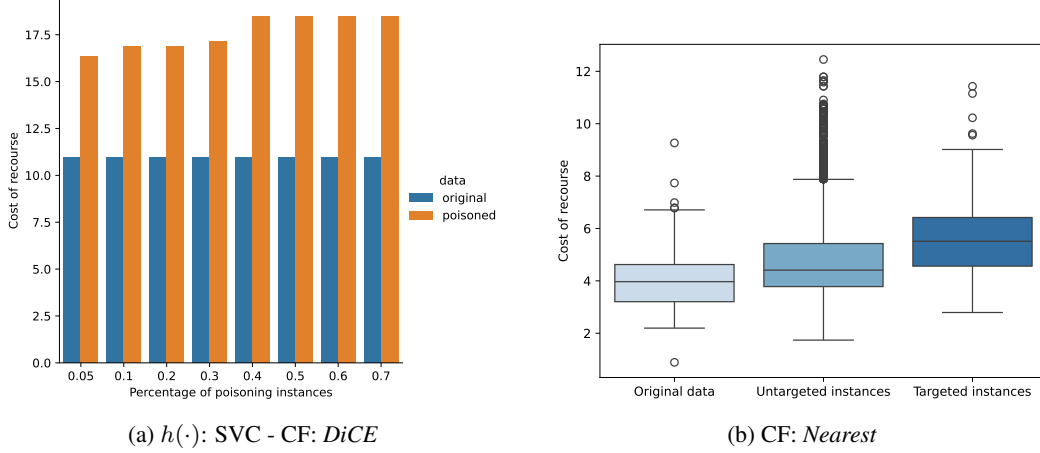 17.5
15.0
12.5
10.0
7.5
5.0
2.5
0.0
Cost of recourse
0.05 0.1 0.2 0.3 0.4 0.5 0.6 0.7
Percentage of poisoning instances
data
original
poisoned
(a) h(·): SVC - CF: DiCE
12
10
8
6
4
2
Cost of recourse
Original data Untargeted instances Targeted instances
(b) CF: Nearest